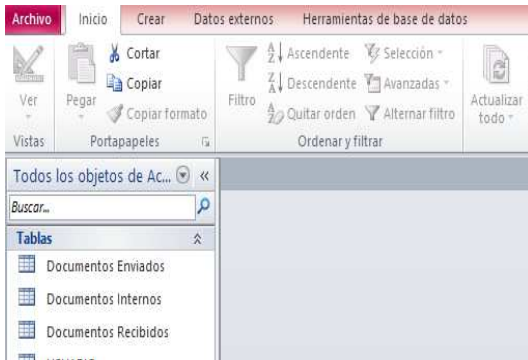 Archivo Inicio Crear Datos externos Herramientas de base de datos
Ver
Vistas
Pegar
Cortar
Copiar
Copiar formato
Portapapeles
Filtro
Ascendente
Descendente
Quitar orden
Selección
Avanzadas
Alternar filtro
Ordenar y filtrar
Actualizar
todo
Todos los objetos de Ac...
Buscar...
Tablas
Documentos Enviados
Documentos Internos
Documentos Recibidos